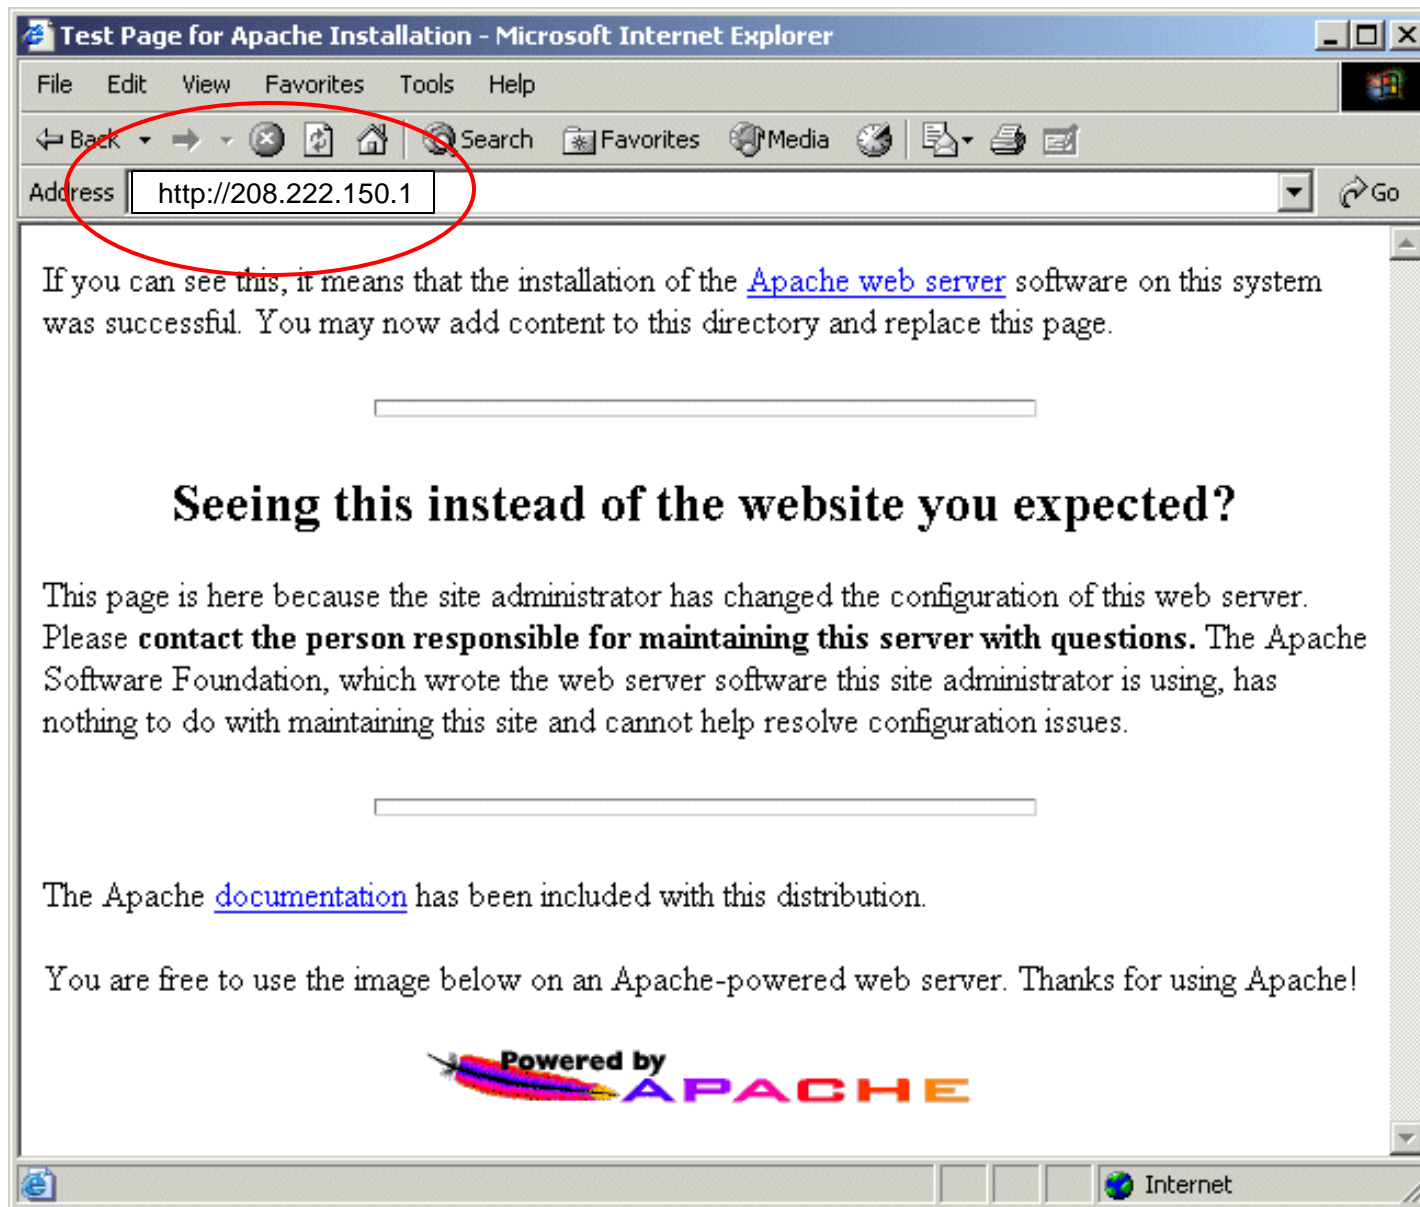 Test Page for Apache Installation - Microsoft Internet Explorer
File Edit View Favorites Tools Help
Back Search Favorites Media
Address http://208.222.150.1 Go
If you can see this, it means that the installation of the Apache web server software on this system
was successful. You may now add content to this directory and replace this page.
Seeing this instead of the website you expected?
This page is here because the site administrator has changed the configuration of this web server.
Please contact the person responsible for maintaining this server with questions. The Apache
Software Foundation, which wrote the web server software this site administrator is using, has
nothing to do with maintaining this site and cannot help resolve configuration issues.
The Apache documentation has been included with this distribution.
You are free to use the image below on an Apache-powered web server. Thanks for using Apache!
Powered by
APACHE
Internet